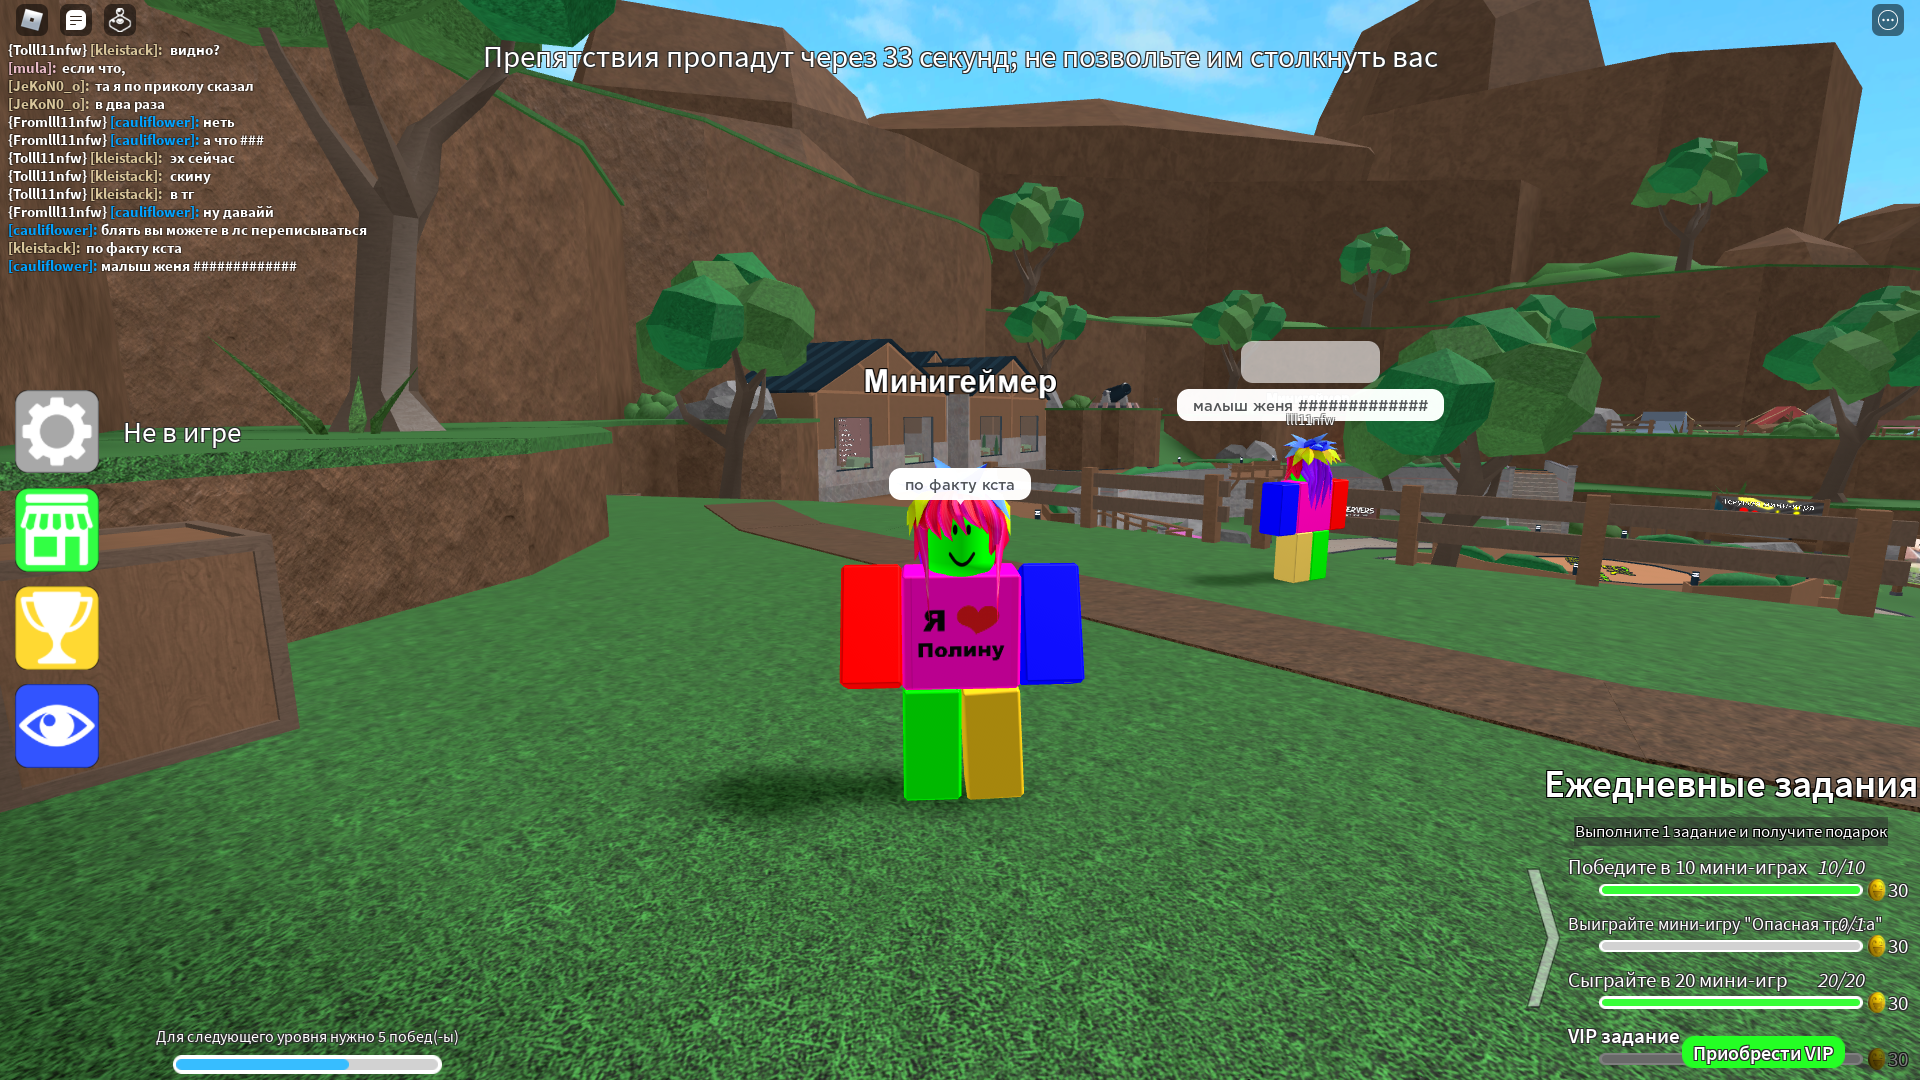 {Tolll11nfw} [kleistack]: видно?
[mula]: если что,
[JeKoN0_o]: та я по приколу сказал
[JeKoN0_o]: в два раза
{Fromlll11nfw} [cauliflower]: неть
{Fromlll11nfw} [cauliflower]: а что ###
{Tolll11nfw} [kleistack]: эх сейчас
{Tolll11nfw} [kleistack]: скину
{Tolll11nfw} [kleistack]: в тг
{Fromlll11nfw} [cauliflower]: ну давайй
[cauliflower]: блять вы можете в лс переписываться
[kleistack]: по факту кста
[cauliflower]: малыш женя #############
Препятствия пропадут через 33 секунд; не позвольте им столкнуть вас
Минигеймер
малыш женя #############
lll11nfw
Не в игре
по факту кста
Я
Полину
Ежедневные задания
Выполните 1 задание и получите подарок
Победите в 10 мини-играх 10/10
30
Выиграйте мини-игру "Опасная 0/1
30
Сыграйте в 20 мини-игр 20/20
30
VIP задание
Приобрести VIP
30
Для следующего уровня нужно 5 побед(-ы)